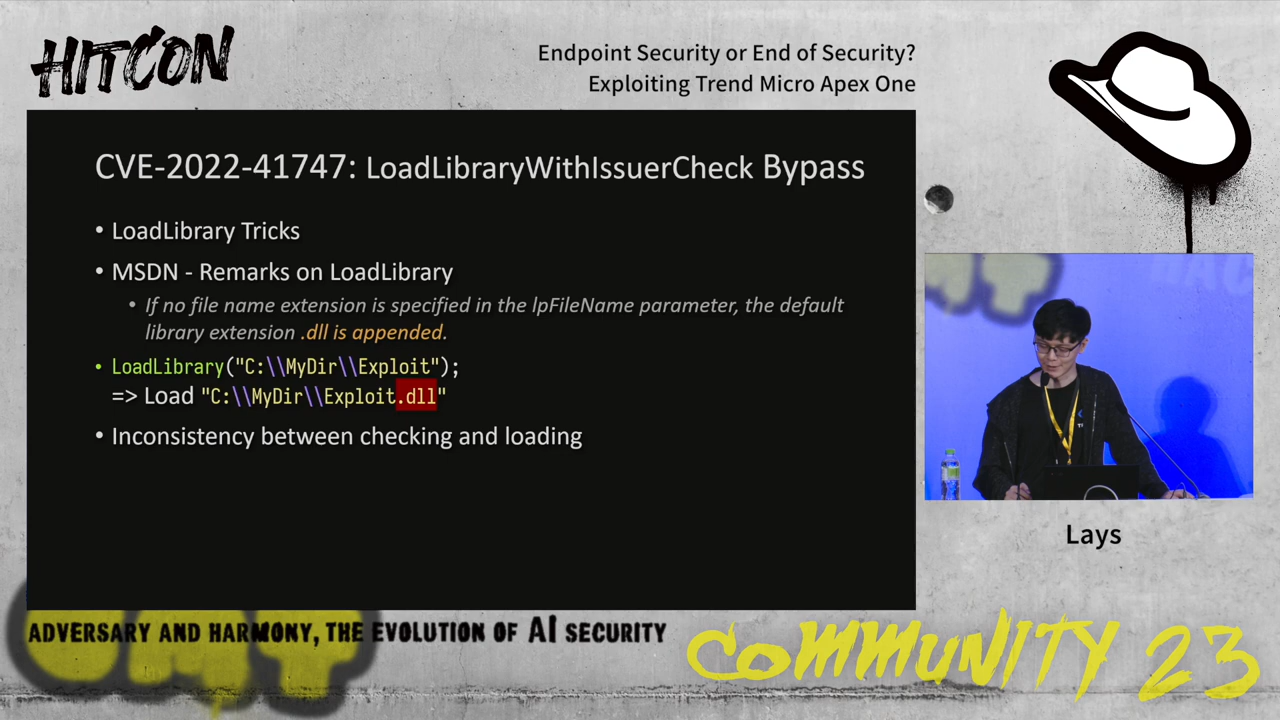 HITCON
Endpoint Security or End of Security?
Exploiting Trend Micro Apex One
CVE-2022-41747: LoadLibraryWithIssuerCheck Bypass
• LoadLibrary Tricks
• MSDN - Remarks on LoadLibrary
• If no file name extension is specified in the lpFileName parameter, the default
library extension .dll is appended.
• LoadLibrary("C:\\MyDir\\Exploit");
=> Load "C:\\MyDir\\Exploit.dll"
• Inconsistency between checking and loading
Lays
ADVERSARY AND HARMONY, THE EVOLUTION OF AI SECURITY
COMMUNITY 23